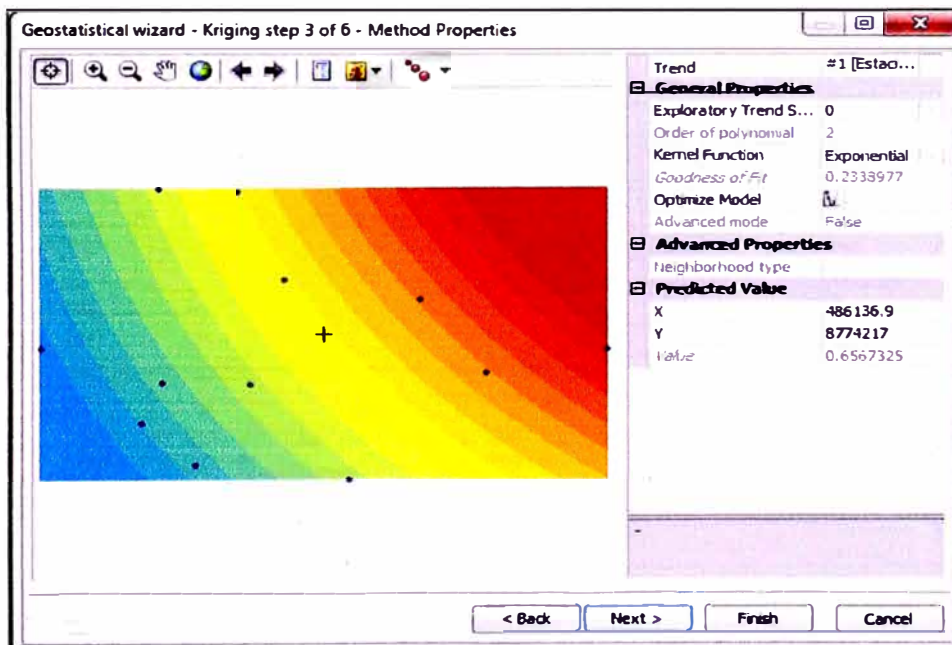 Geostatistical wizard - Kriging step 3 of 6 - Method Properties
Trend #1 [Estaci...
General Properties
Exploratory Trend S... 0
Order of polynomial 2
Kernel Function Exponential
Goodness of Fit 0.2338977
Optimize Model
Advanced mode False
Advanced Properties
Neighborhood type
Predicted Value
X 486136.9
Y 8774217
Value 0.6567325
< Back Next > Finish Cancel